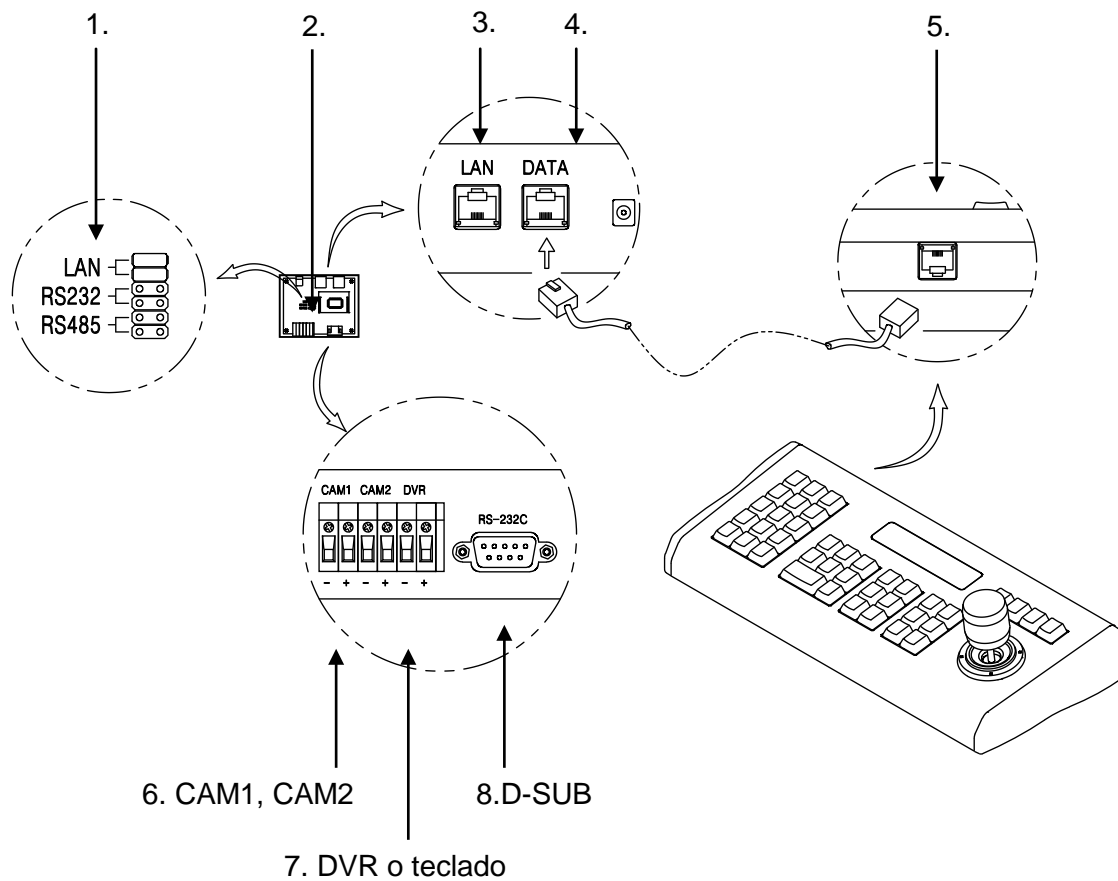 1.
2.
3.
4.
5.
LAN DATA
LAN
RS232
RS485
CAM1 CAM2 DVR
RS-232C
- + - + - +
6. CAM1, CAM2
8.D-SUB
7. DVR o teclado